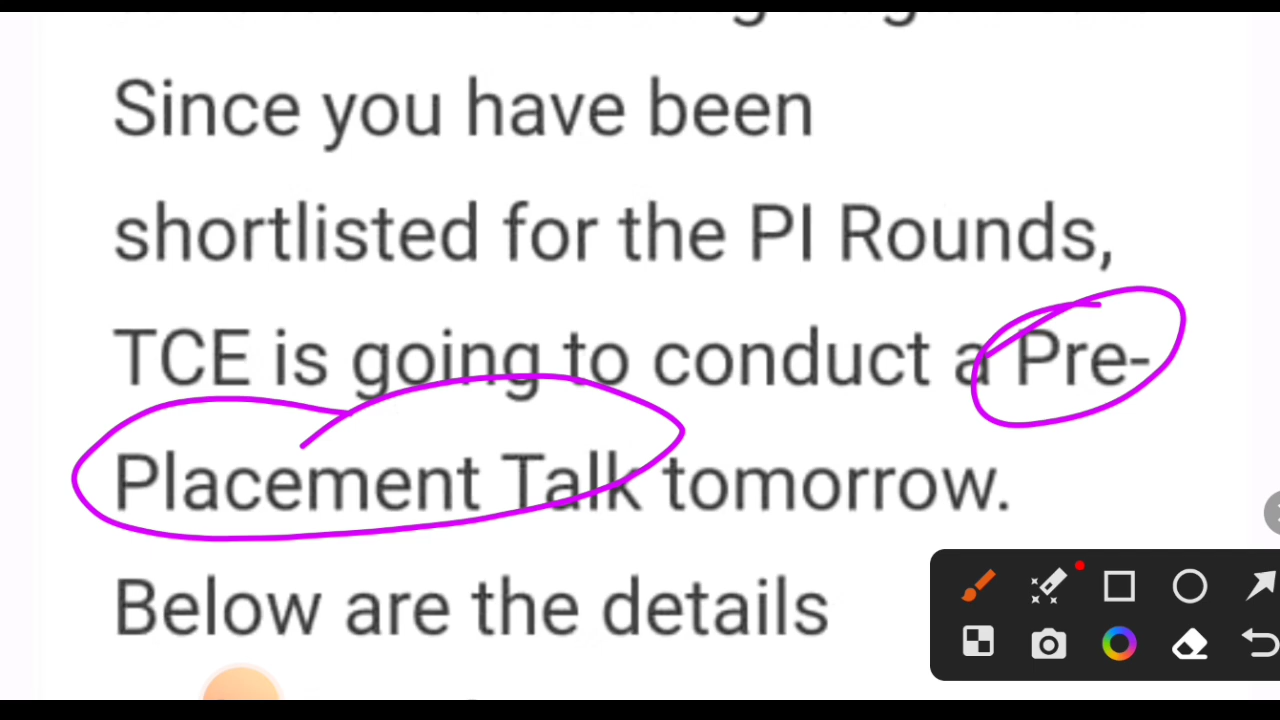 Since you have been
shortlisted for the PI Rounds,
TCE is going to conduct a Pre-
Placement Talk tomorrow.
Below are the details